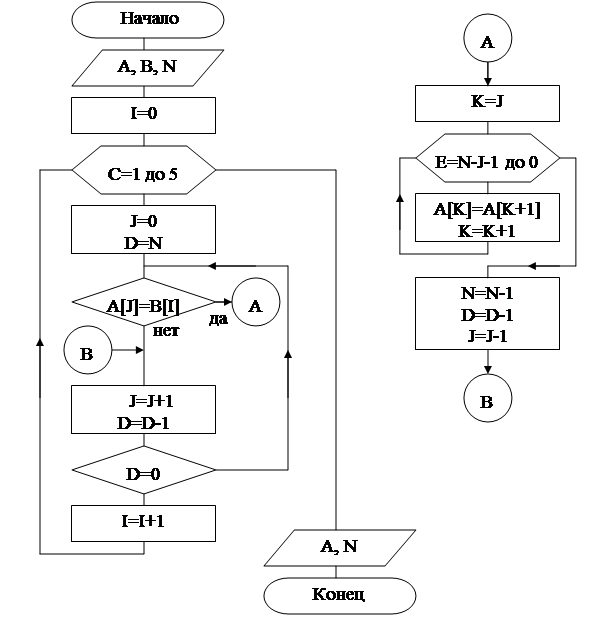 Начало
A, B, N
I=0
C=1 до 5
J=0
D=N
A[J]=B[I]
да
A
нет
B
J=J+1
D=D-1
D=0
I=I+1
A, N
Конец
A
K=J
E=N-J-1 до 0
A[K]=A[K+1]
K=K+1
N=N-1
D=D-1
J=J-1
B